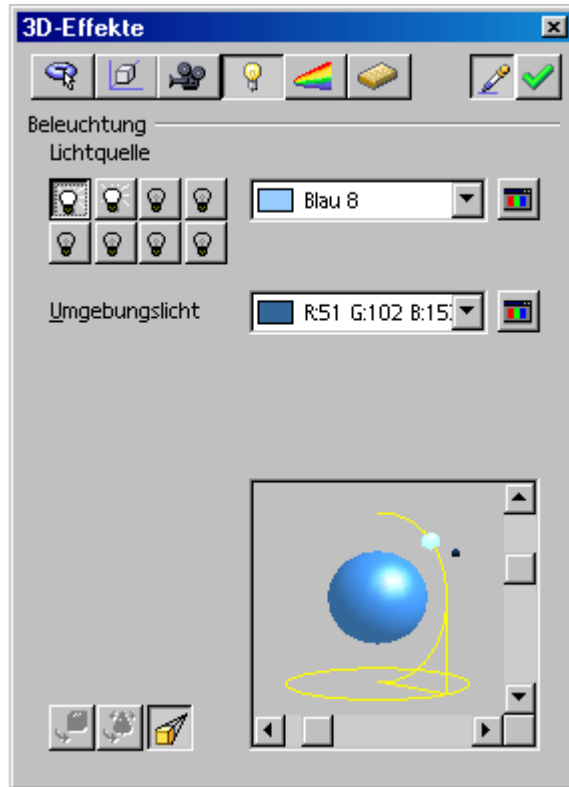 3D-Effekte
Beleuchtung
Lichtquelle
Blau 8
Umgebungslicht
R:51 G:102 B:15